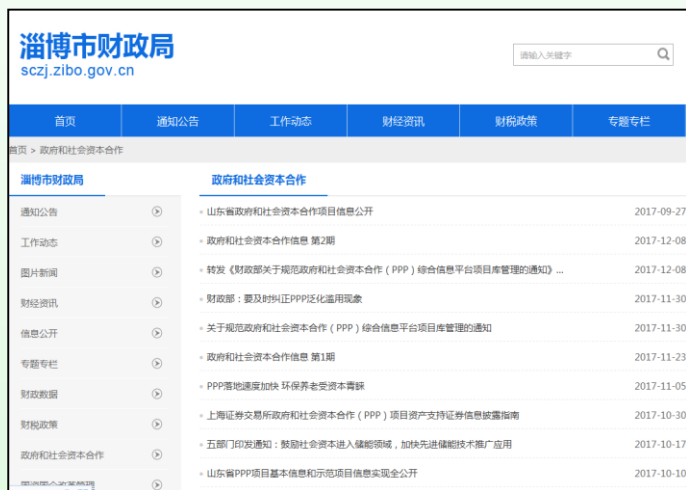 淄博市财政局
sczj.zibo.gov.cn
请输入关键字
首页 通知公告 工作动态 财经资讯 财税政策 专题专栏
首页 > 政府和社会资本合作
淄博市财政局
通知公告
工作动态
图片新闻
财经资讯
信息公开
专题专栏
财政数据
财税政策
政府和社会资本合作
政府和社会资本合作
山东省政府和社会资本合作项目信息公开 2017-09-27
政府和社会资本合作信息 第2期 2017-12-08
转发《财政部关于规范政府和社会资本合作（PPP）综合信息平台项目库管理的通知》... 2017-12-08
财政部：要及时纠正PPP泛化滥用现象 2017-11-30
关于规范政府和社会资本合作（PPP）综合信息平台项目库管理的通知 2017-11-30
政府和社会资本合作信息 第1期 2017-11-23
PPP落地速度加快 环保养老受资本青睐 2017-11-05
上海证券交易所政府和社会资本合作（PPP）项目资产支持证券信息披露指南 2017-10-30
五部门印发通知：鼓励社会资本进入储能领域，加快先进储能技术推广应用 2017-10-17
山东省PPP项目基本信息和示范项目信息实现全公开 2017-10-10